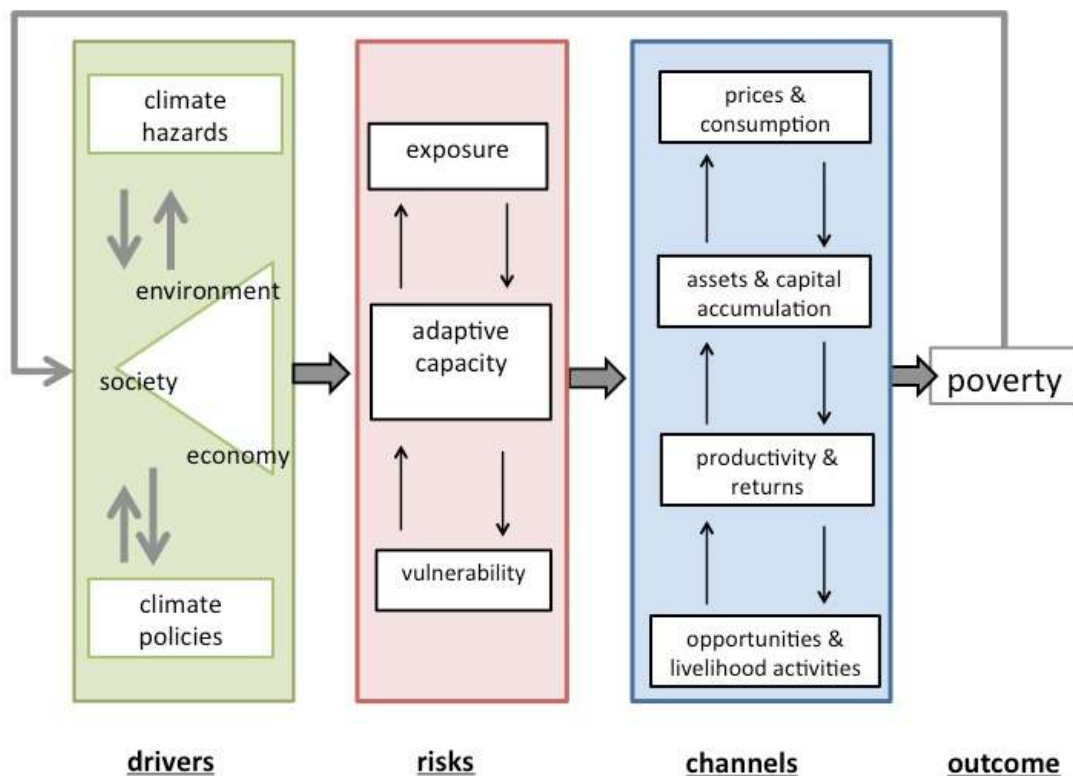 climate
hazards
environment
society
economy
climate
policies
exposure
adaptive
capacity
vulnerability
prices &
consumption
assets & capital
accumulation
productivity &
returns
opportunities &
livelihood activities
poverty
drivers
risks
channels
outcome